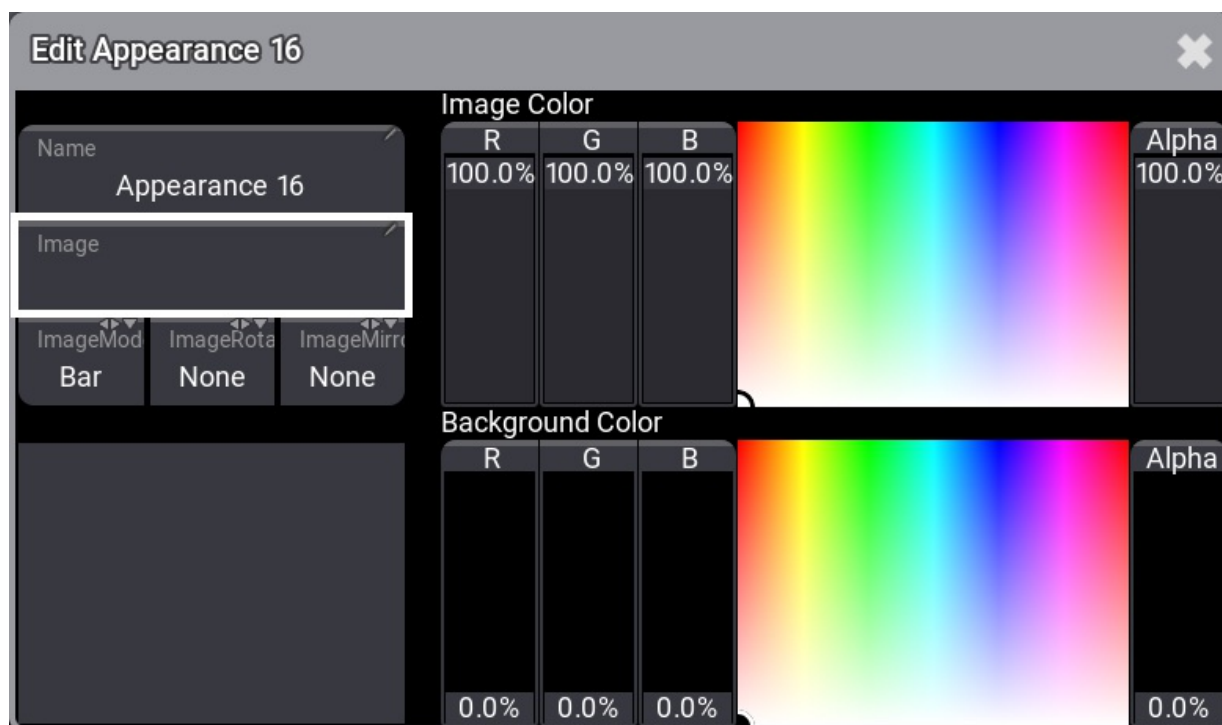 Edit Appearance 16
Name
Appearance 16
Image
ImageMod ImageRota ImageMirro
Bar None None
Image Color
R G B Alpha
100.0% 100.0% 100.0% 100.0%
Background Color
R G B Alpha
0.0% 0.0% 0.0% 0.0%